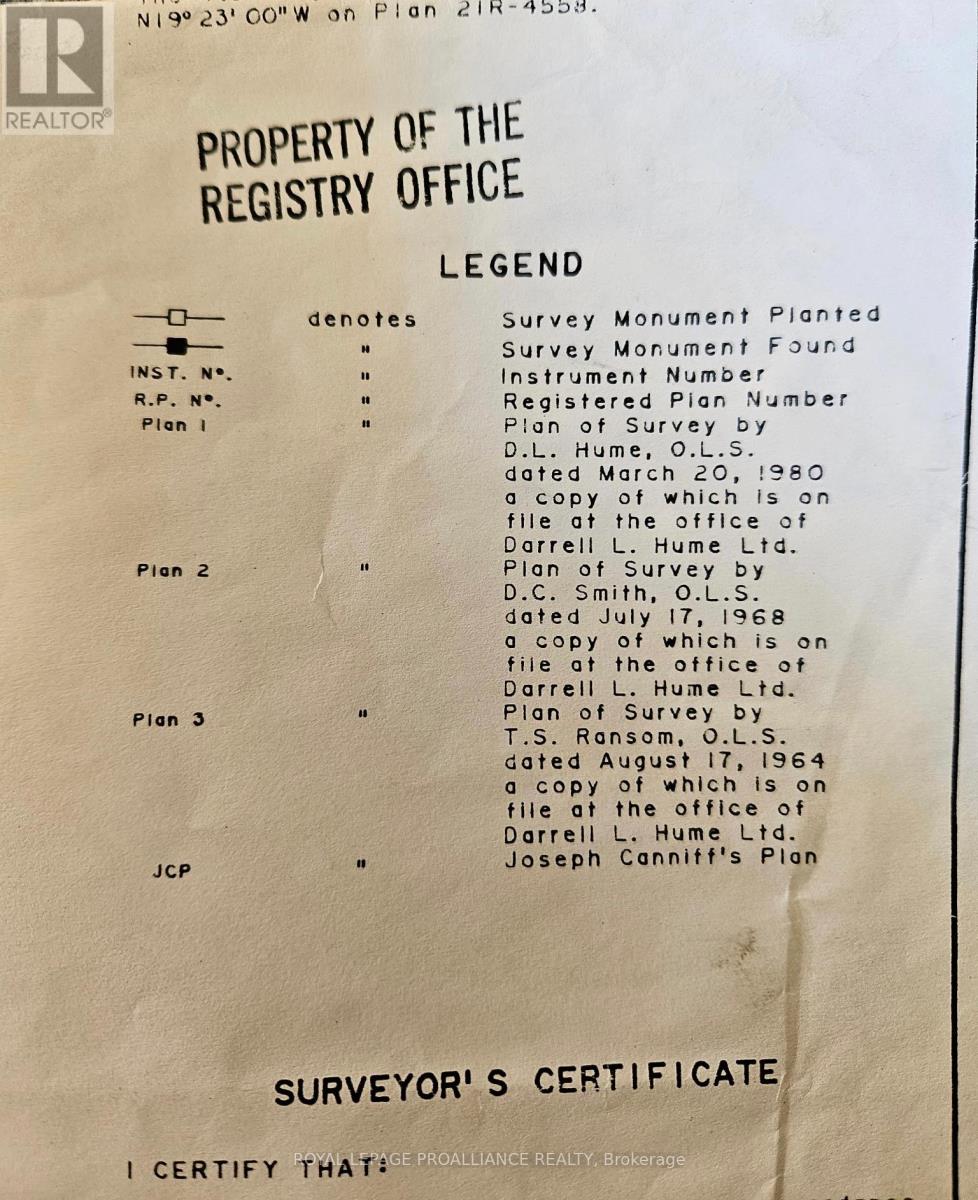 N19° 23' 00" W on Plan 21R-4558.
REALTOR®
PROPERTY OF THE
REGISTRY OFFICE
LEGEND
denotes Survey Monument Planted
" Survey Monument Found
INST. Nº. " Instrument Number
R.P. Nº. " Registered Plan Number
Plan 1 " Plan of Survey by
D.L. Hume, O.L.S.
dated March 20, 1980
a copy of which is on
file at the office of
Darrell L. Hume Ltd.
Plan 2 " Plan of Survey by
D.C. Smith, O.L.S.
dated July 17, 1968
a copy of which is on
file at the office of
Darrell L. Hume Ltd.
Plan 3 " Plan of Survey by
T.S. Ransom, O.L.S.
dated August 17, 1964
a copy of which is on
file at the office of
Darrell L. Hume Ltd.
JCP " Joseph Canniff's Plan
SURVEYOR'S CERTIFICATE
I CERTIFY THAT:
ROYAL LEPAGE PROALLIANCE REALTY, Brokerage